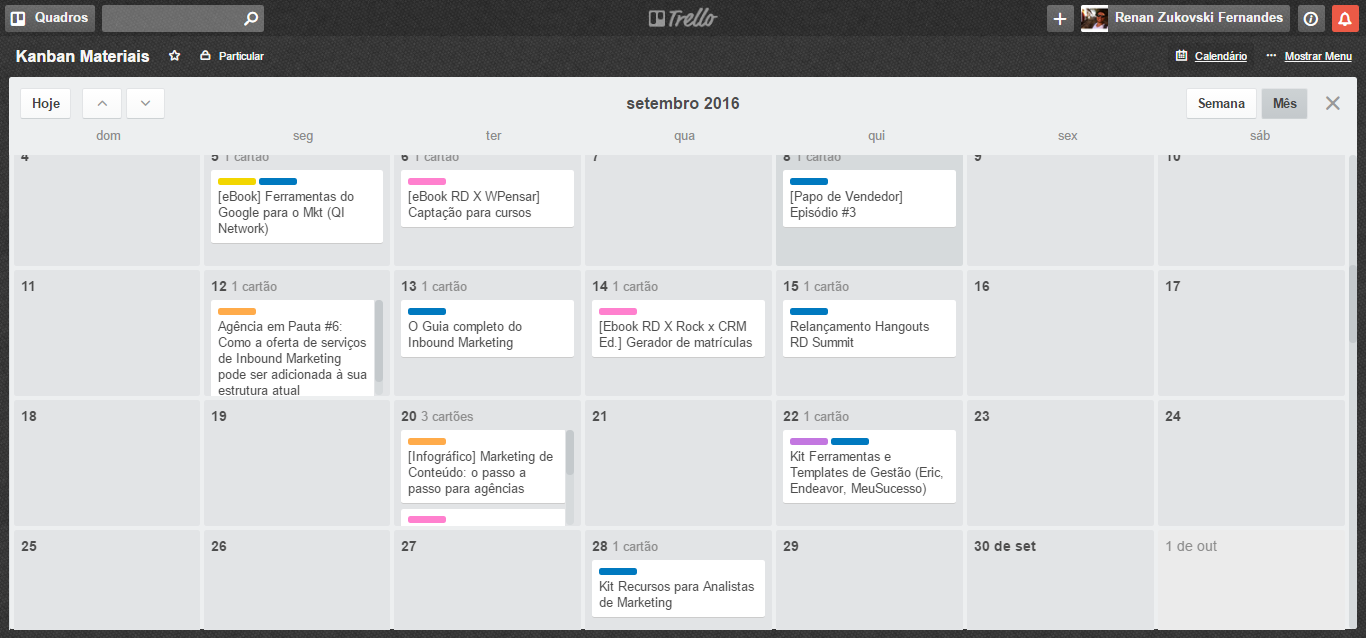 Quadros
Trello
Renan Zukovski Fernandes
Kanban Materiais
Particular
Calendário
Mostrar Menu
Hoje
setembro 2016
Semana
Mês
dom seg ter qua qui sex sáb
4
5 1 cartão
6 1 cartão
7
8 1 cartão
9
10
[eBook] Ferramentas do
Google para o Mkt (QI
Network)
[eBook RD X WPensar]
Captação para cursos
[Papo de Vendedor]
Episódio #3
11
12 1 cartão
13 1 cartão
14 1 cartão
15 1 cartão
16
17
Agência em Pauta #6:
Como a oferta de serviços
de Inbound Marketing
pode ser adicionada à sua
estrutura atual
O Guia completo do
Inbound Marketing
[Ebook RD X Rock x CRM
Ed.] Gerador de matrículas
Relançamento Hangouts
RD Summit
18
19
20 3 cartões
21
22 1 cartão
23
24
[Infográfico] Marketing de
Conteúdo: o passo a
passo para agências
Kit Ferramentas e
Templates de Gestão (Eric,
Endeavor, MeuSucesso)
25
26
27
28 1 cartão
29
30 de set
1 de out
Kit Recursos para Analistas
de Marketing